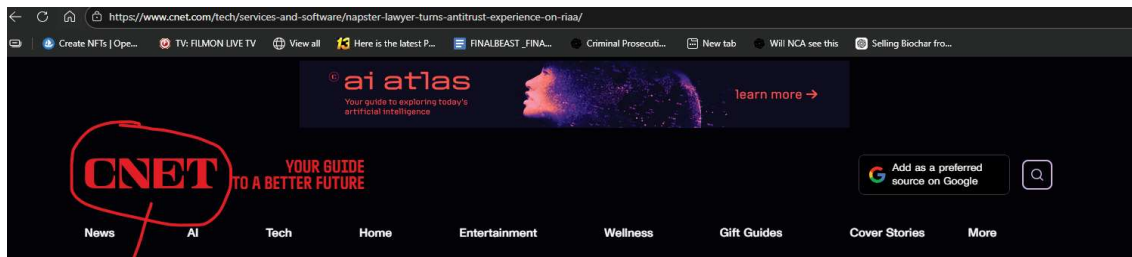 https://www.cnet.com/tech/services-and-software/napster-lawyer-turns-antitrust-experience-on-riaa/
Create NFTs | Ope... TV: FILMON LIVE TV View all Here is the latest P... FINALBEAST _FINA... Criminal Prosecuti... New tab Will NCA see this Selling Biochar fro...
ai atlas
Your guide to exploring today's
artificial intelligence
learn more →
CNET
YOUR GUIDE
TO A BETTER FUTURE
Add as a preferred
source on Google
News AI Tech Home Entertainment Wellness Gift Guides Cover Stories More